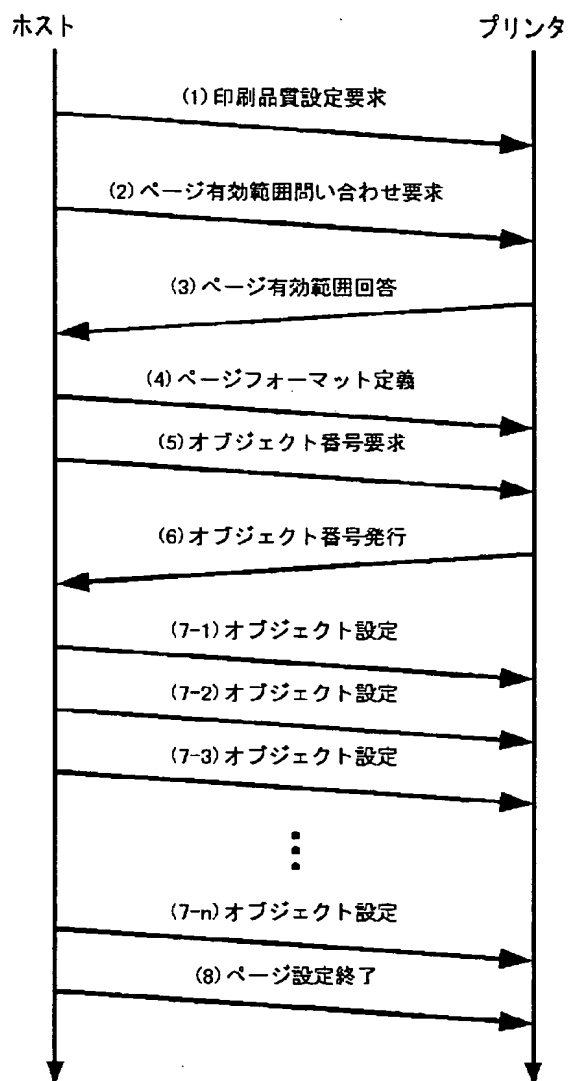 ホスト
プリンタ
(1)印刷品質設定要求
(2)ページ有効範囲問い合わせ要求
(3)ページ有効範囲回答
(4)ページフォーマット定義
(5)オブジェクト番号要求
(6)オブジェクト番号発行
(7-1)オブジェクト設定
(7-2)オブジェクト設定
(7-3)オブジェクト設定
(7-n)オブジェクト設定
(8)ページ設定終了